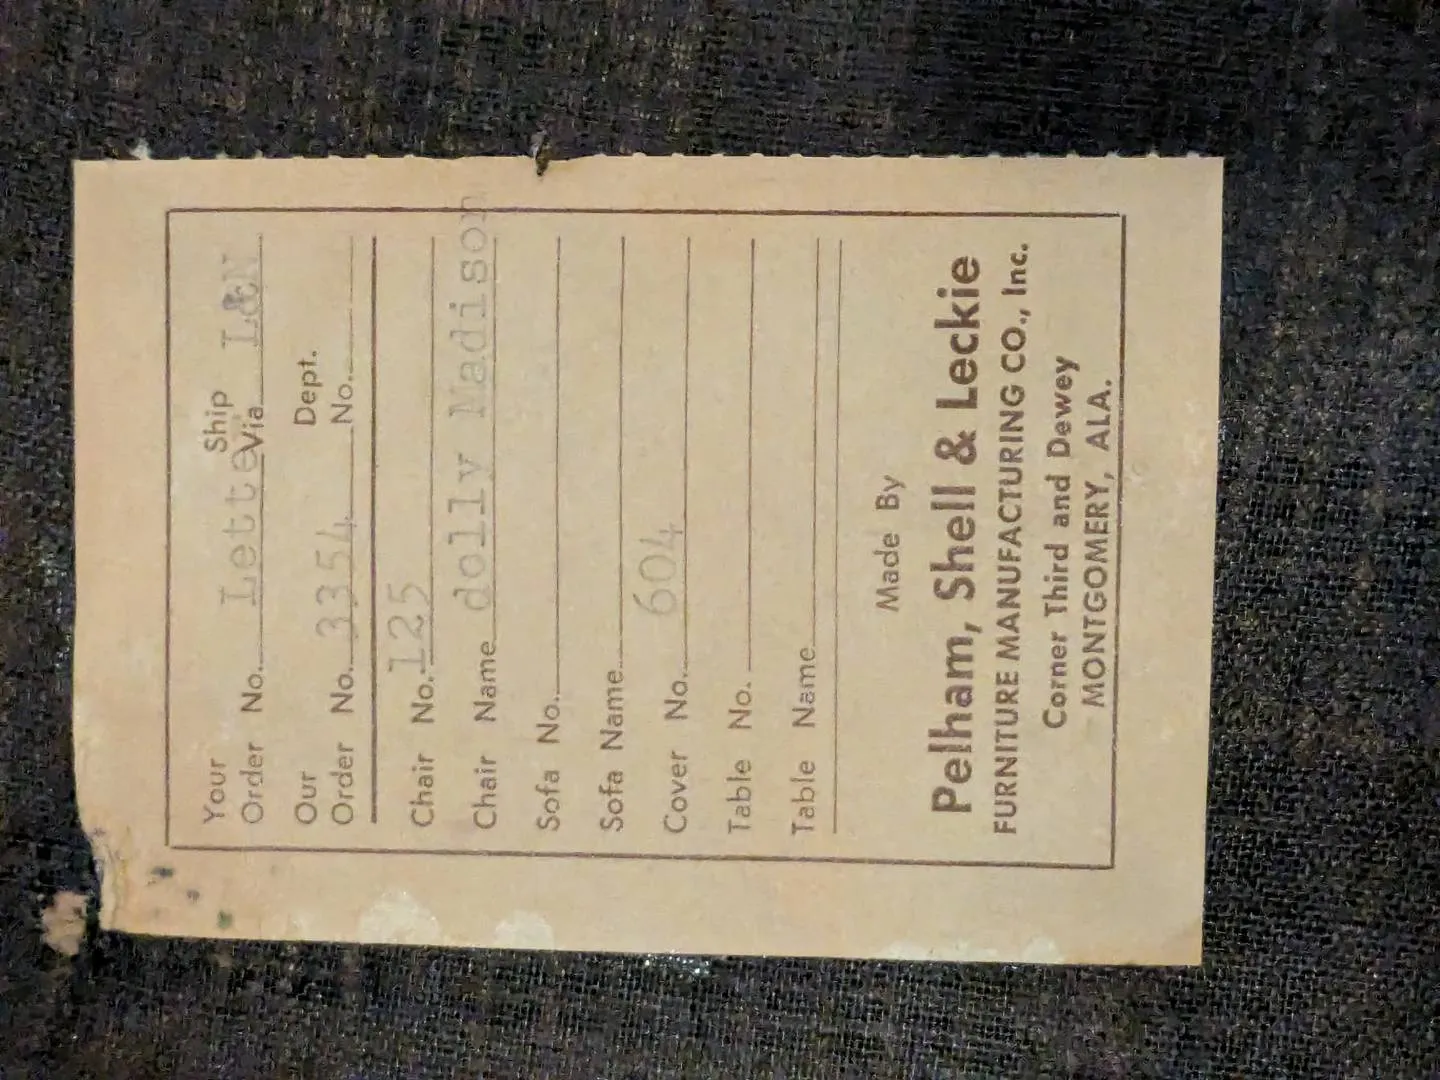 Your Ship
Order No. Letter Via L&N
Our Dept.
Order No. 3354 No.
Chair No. 125
Chair Name dolly Madison
Sofa No.
Sofa Name
Cover No. 604
Table No.
Table Name
Made By
Pelham, Shell & Leckie
FURNITURE MANUFACTURING CO., Inc.
Corner Third and Dewey
MONTGOMERY, ALA.